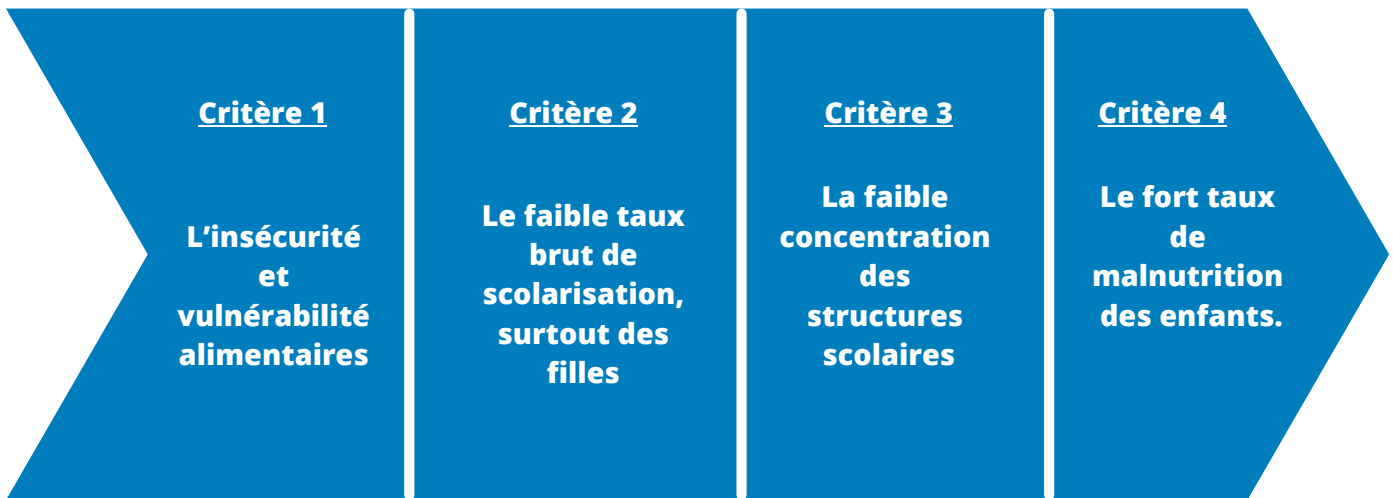 Critère 1
L’insécurité
et
vulnérabilité
alimentaires
Critère 2
Le faible taux
brut de
scolarisation,
surtout des
filles
Critère 3
La faible
concentration
des
structures
scolaires
Critère 4
Le fort taux
de
malnutrition
des enfants.